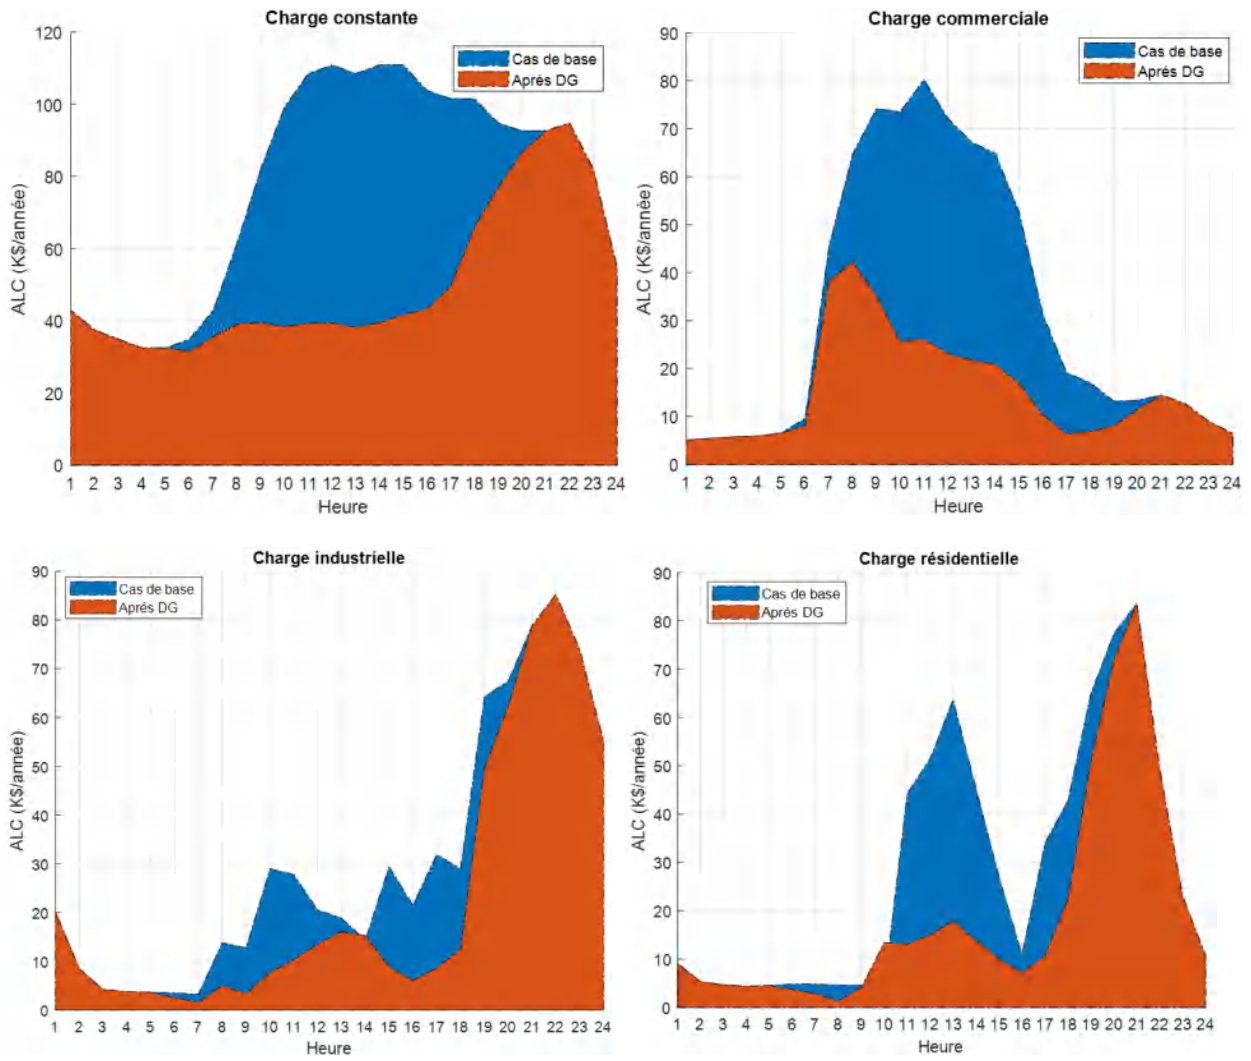 Charge constante
120
100
80
60
40
20
0
ALC (K$/année)
Cas de base
Aprés DG
1 2 3 4 5 6 7 8 9 10 11 12 13 14 15 16 17 18 19 20 21 22 23 24
Heure
Charge commerciale
90
80
70
60
50
40
30
20
10
0
ALC (K$/année)
Cas de base
Aprés DG
1 2 3 4 5 6 7 8 9 10 11 12 13 14 15 16 17 18 19 20 21 22 23 24
Heure
Charge industrielle
90
80
70
60
50
40
30
20
10
0
ALC (K$/année)
Cas de base
Aprés DG
1 2 3 4 5 6 7 8 9 10 11 12 13 14 15 16 17 18 19 20 21 22 23 24
Heure
Charge résidentielle
90
80
70
60
50
40
30
20
10
0
ALC (K$/année)
Cas de base
Aprés DG
1 2 3 4 5 6 7 8 9 10 11 12 13 14 15 16 17 18 19 20 21 22 23 24
Heure